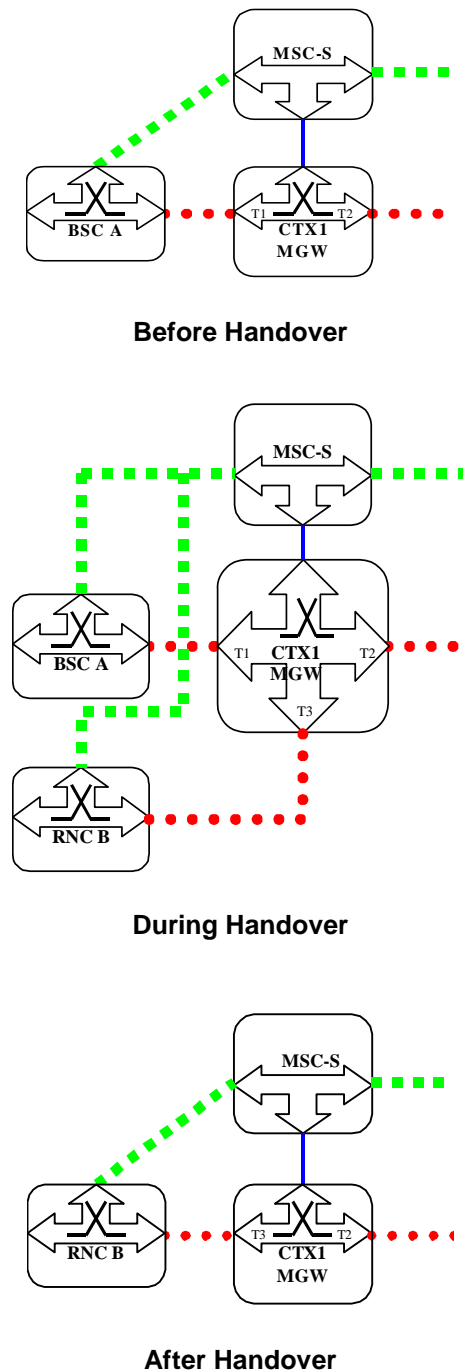 MSC-S
BSC A
T1
CTX1
T2
MGW
Before Handover
MSC-S
BSC A
T1
CTX1
T2
MGW
T3
RNC B
During Handover
MSC-S
RNC B
T3
CTX1
T2
MGW
After Handover